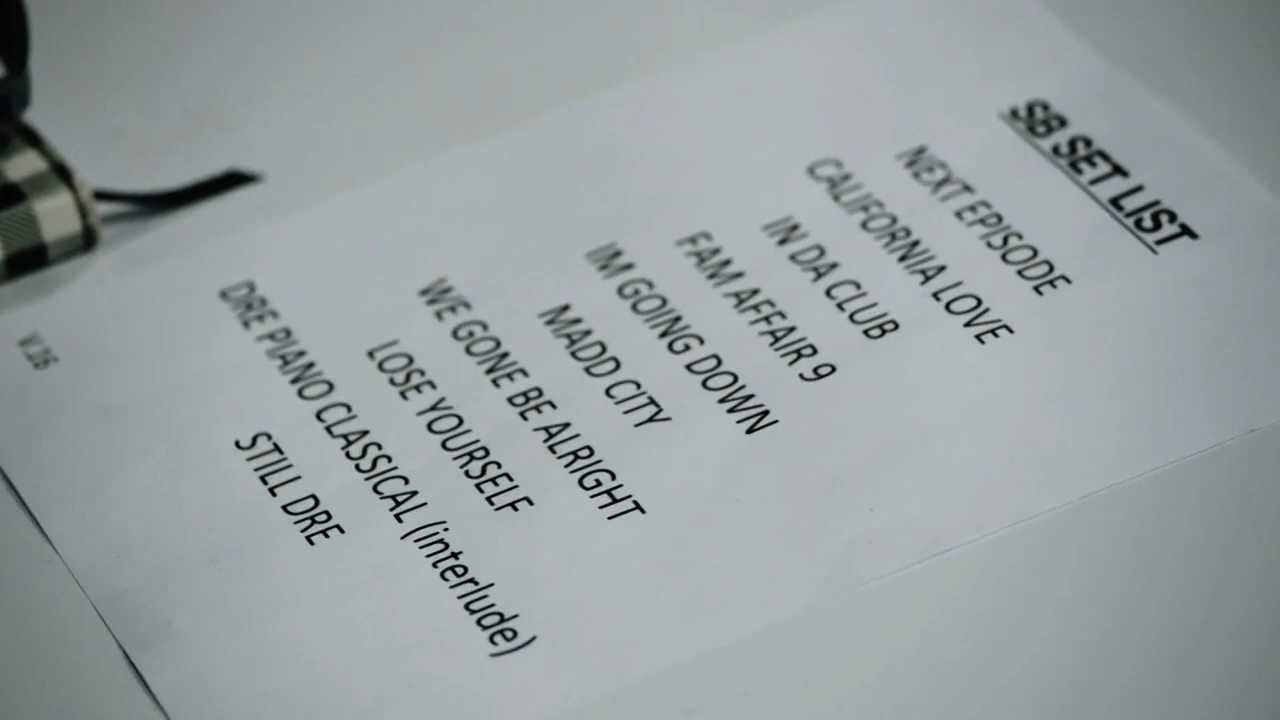 SB SET LIST
NEXT EPISODE
CALIFORNIA LOVE
IN DA CLUB
FAM AFFAIR 9
IM GOING DOWN
MADD CITY
WE GONE BE ALRIGHT
LOSE YOURSELF
DRE PIANO CLASSICAL (interlude)
STILL DRE
V.26